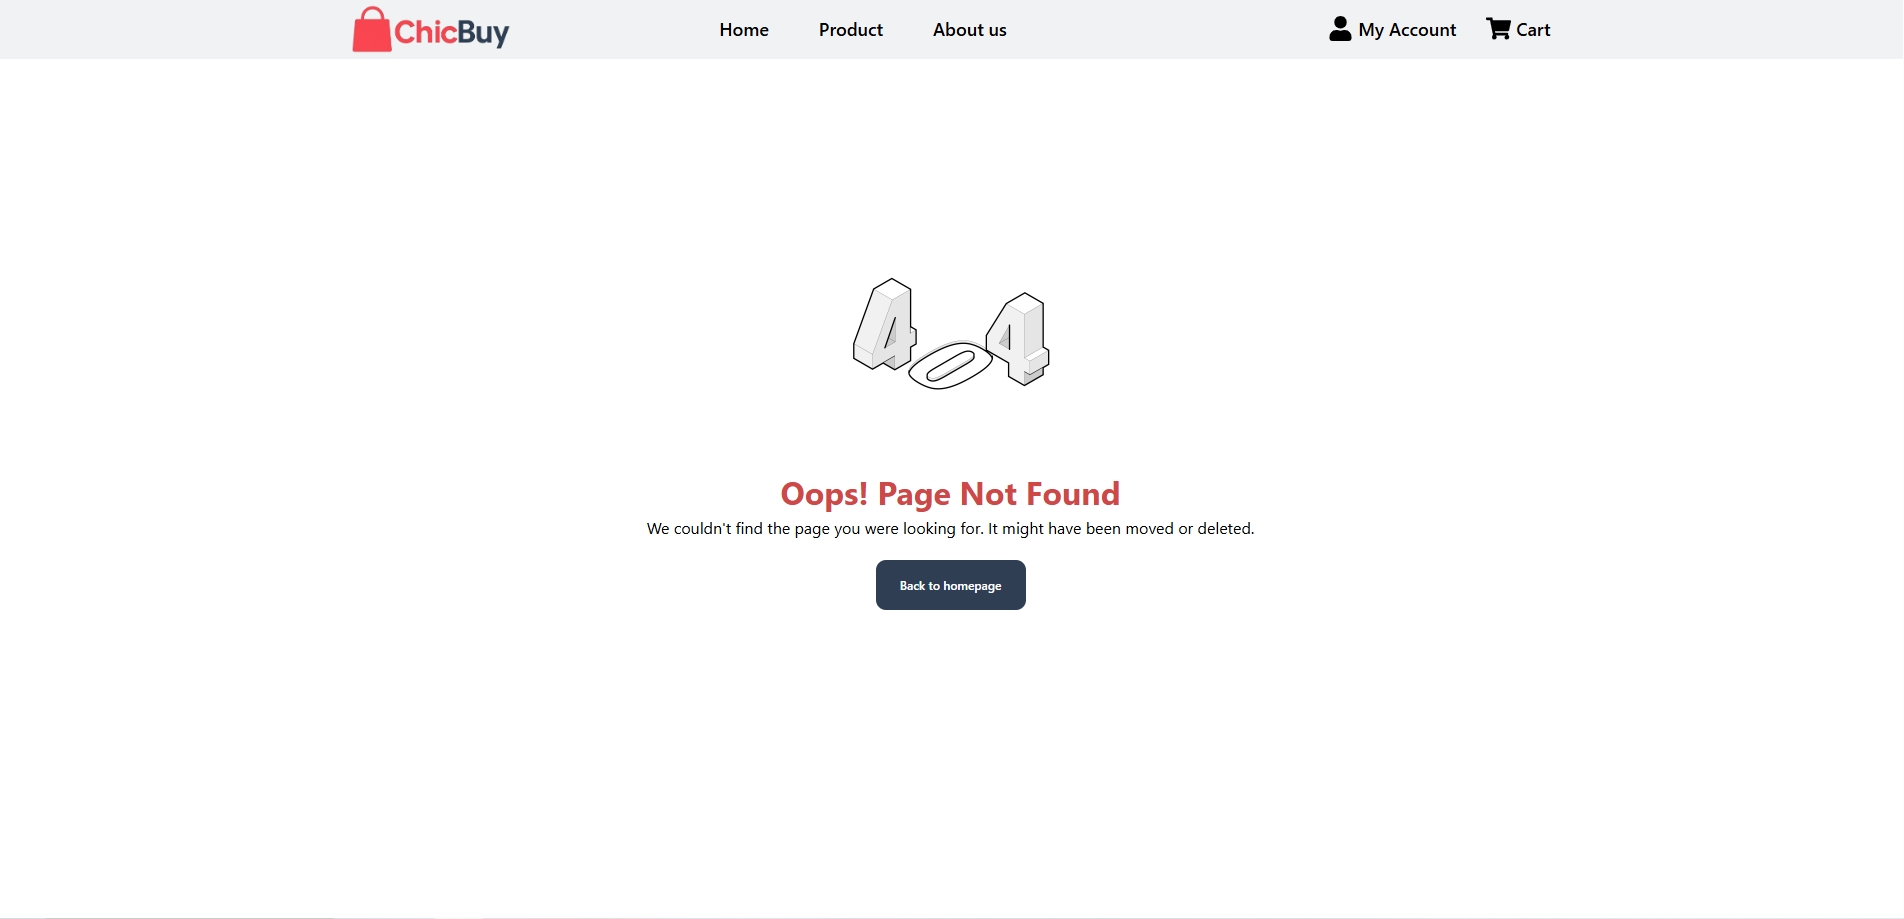 ChicBuy
Home
Product
About us
My Account
Cart
404
Oops! Page Not Found
We couldn't find the page you were looking for. It might have been moved or deleted.
Back to homepage